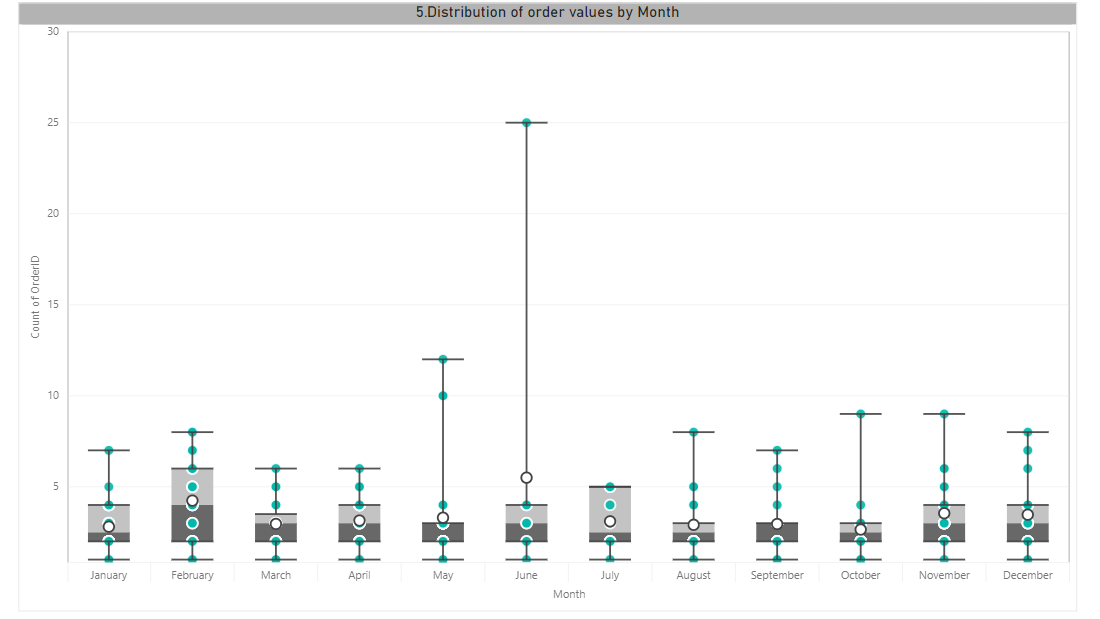 5.Distribution of order values by Month
30
25
20
15
10
5
Count of OrderID
January February March April May June July August September October November December
Month